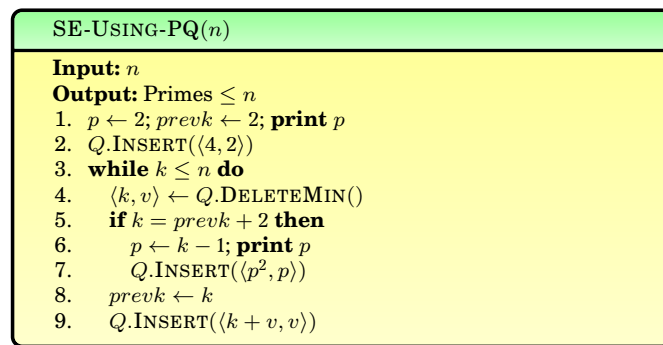 SE-USING-PQ(n)
Input: n
Output: Primes ≤ n
1. p ← 2; prevk ← 2; print p
2. Q.INSERT(⟨4, 2⟩)
3. while k ≤ n do
4. ⟨k, v⟩ ← Q.DELETEMIN()
5. if k = prevk + 2 then
6. p ← k − 1; print p
7. Q.INSERT(⟨p², p⟩)
8. prevk ← k
9. Q.INSERT(⟨k + v, v⟩)